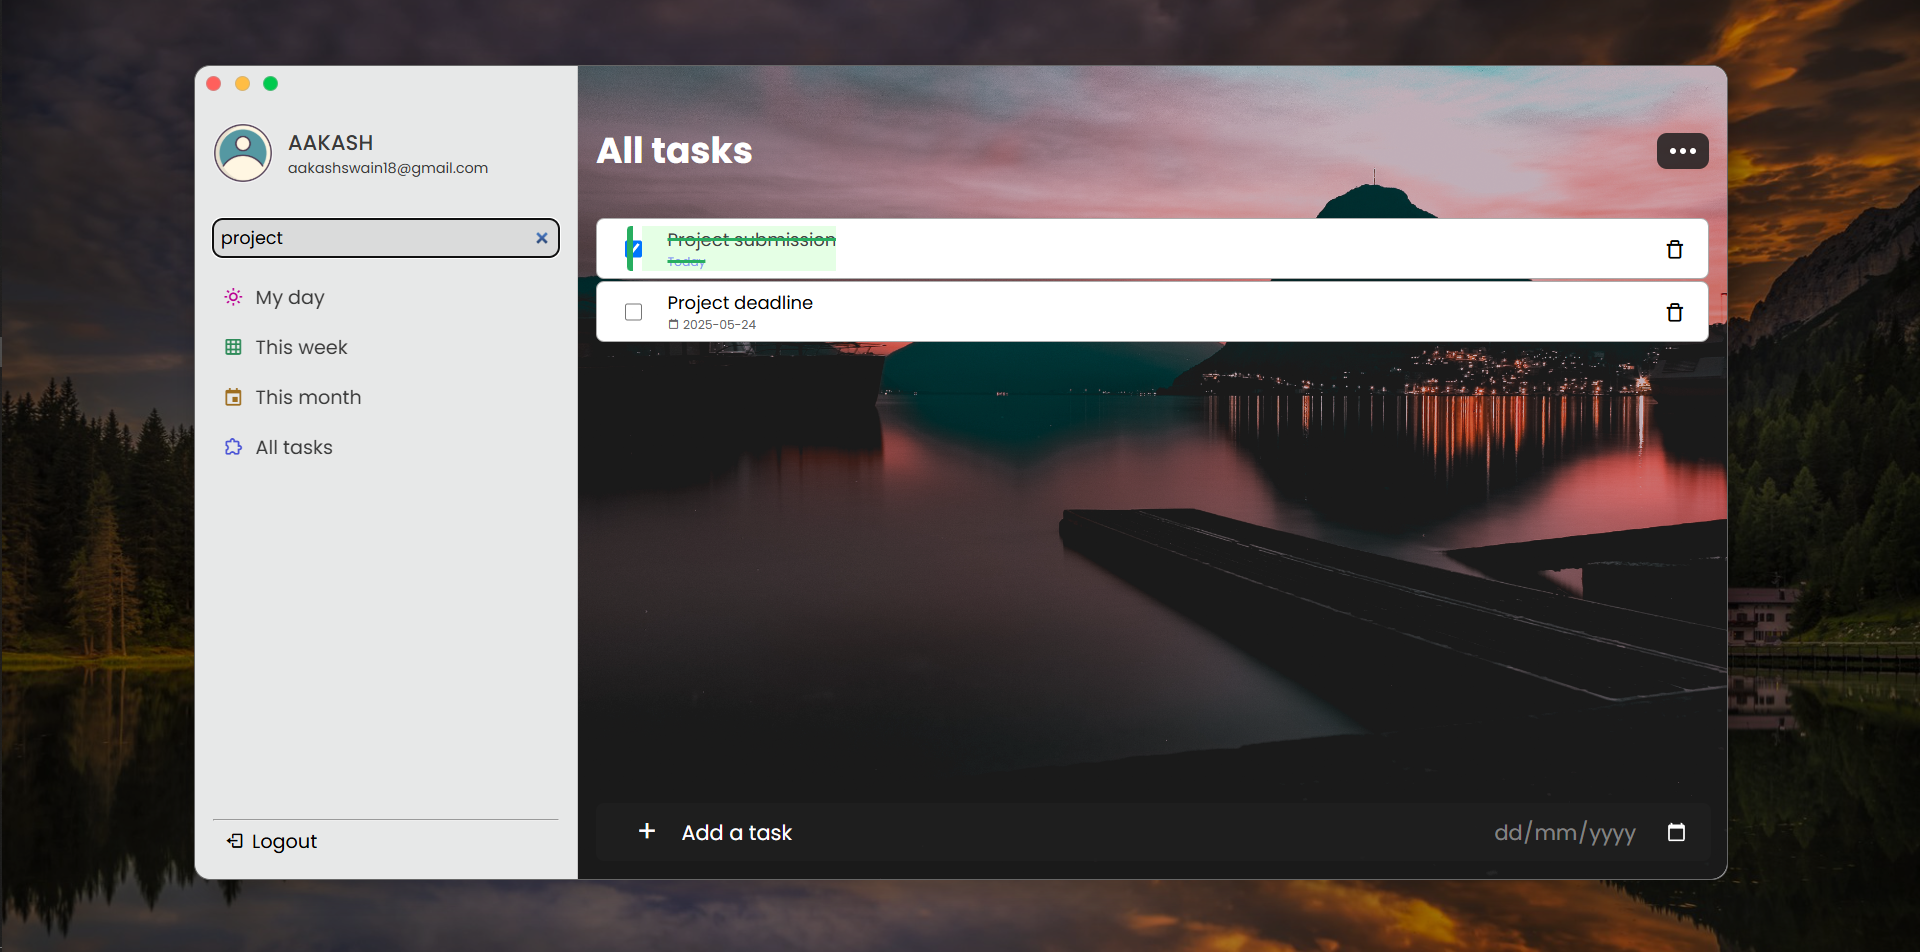 AAKASH
aakashswain18@gmail.com
project
My day
This week
This month
All tasks
Logout
All tasks
Project submission
Today
Project deadline
2025-05-24
Add a task
dd/mm/yyyy